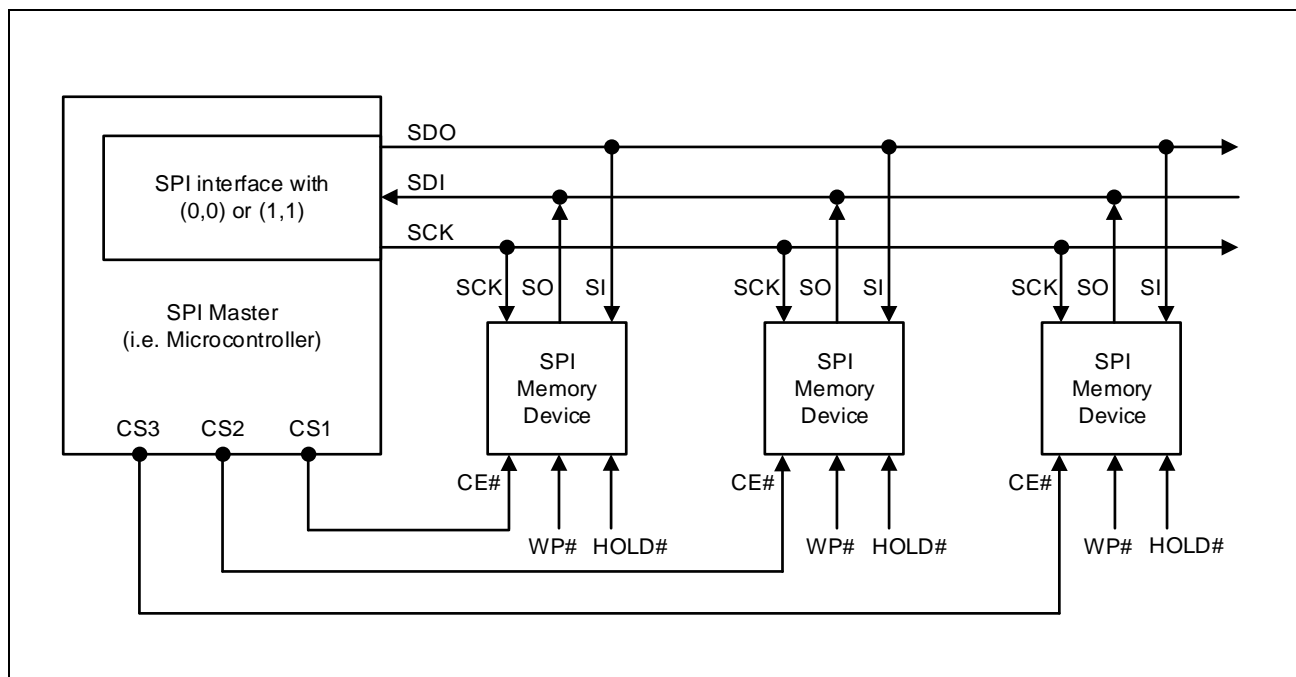 SDO
SDI
SCK
SPI interface with
(0,0) or (1,1)
SPI Master
(i.e. Microcontroller)
CS3 CS2 CS1
SCK SO SI
SPI
Memory
Device
CE#
WP# HOLD#
SCK SO SI
SPI
Memory
Device
CE#
WP# HOLD#
SCK SO SI
SPI
Memory
Device
CE#
WP# HOLD#